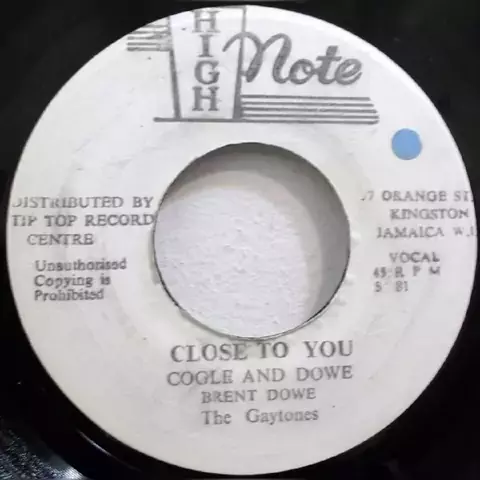 HIGH
Note
DISTRIBUTED BY
TIP TOP RECORD
CENTRE
Unauthorised
Copying is
Prohibited
7 ORANGE ST.
KINGSTON
JAMAICA W.I
VOCAL
45 R P M
S 81
CLOSE TO YOU
COGLE AND DOWE
BRENT DOWE
The Gaytones